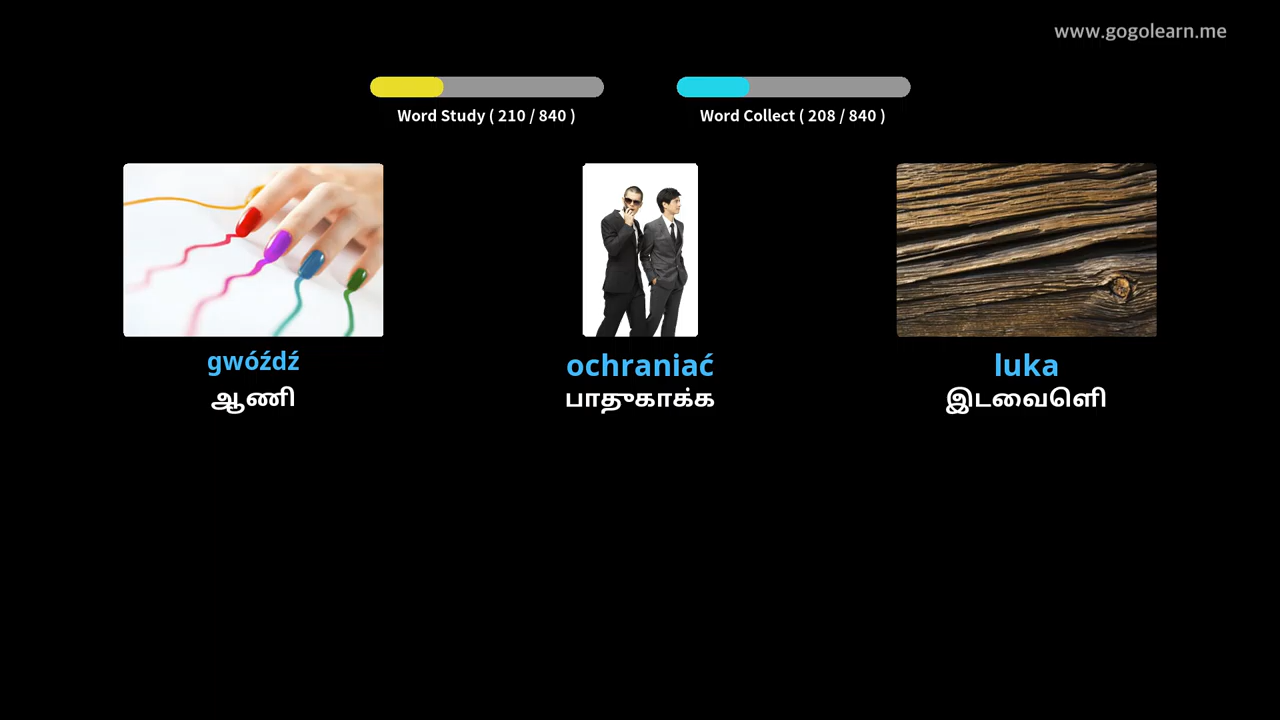 www.gogolearn.me
Word Study ( 210 / 840 )
Word Collect ( 208 / 840 )
gwóźdź
ஆணி
ochraniać
பாதுகாக்க
luka
இடைவெளி